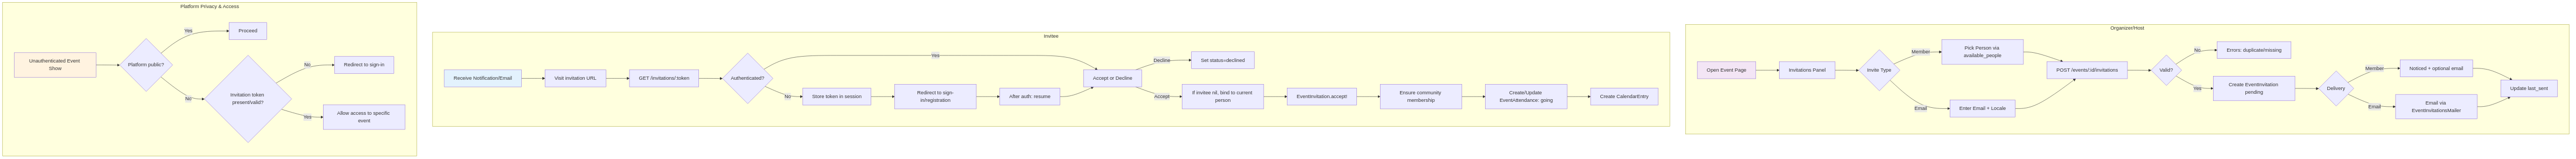 Platform Privacy & Access
Unauthenticated Event
Show
Platform public?
Yes
Proceed
No
Invitation token
present/valid?
No
Redirect to sign-in
Yes
Allow access to specific
event
Invitee
Receive Notification/Email
Visit invitation URL
GET /invitations/:token
Authenticated?
Yes
No
Store token in session
Redirect to sign-
in/registration
After auth: resume
Accept or Decline
Decline
Set status=declined
Accept
If invitee nil, bind to current
person
EventInvitation.accept!
Ensure community
membership
Create/Update
EventAttendance: going
Create CalendarEntry
Organizer/Host
Open Event Page
Invitations Panel
Invite Type
Member
Pick Person via
available_people
Email
Enter Email + Locale
POST /events/:id/invitations
Valid?
No
Errors: duplicate/missing
Yes
Create EventInvitation
pending
Delivery
Member
Noticed + optional email
Email
Email via
EventInvitationsMailer
Update last_sent